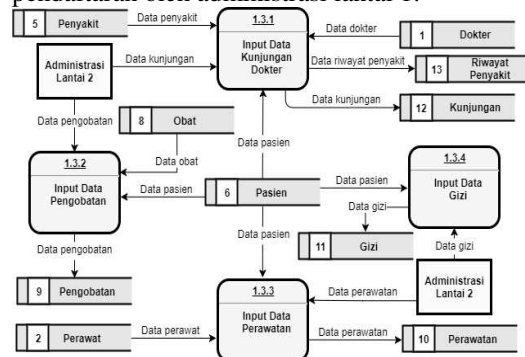 pendaftaran oleh administrasi lantai 1.
5 Penyakit
Data penyakit
1.3.1
Input Data
Kunjungan
Dokter
Data dokter
1 Dokter
Administrasi
Lantai 2
Data kunjungan
Data riwayat penyakit
13 Riwayat
Penyakit
Data kunjungan
12 Kunjungan
Data pengobatan
8 Obat
Data obat
Data pasien
1.3.2
Input Data
Pengobatan
Data pasien
6 Pasien
Data pasien
1.3.4
Input Data
Gizi
Data gizi
11 Gizi
Data gizi
Data pasien
Data pengobatan
9 Pengobatan
1.3.3
Input Data
Perawatan
Data perawatan
Administrasi
Lantai 2
2 Perawat
Data perawat
Data perawatan
10 Perawatan